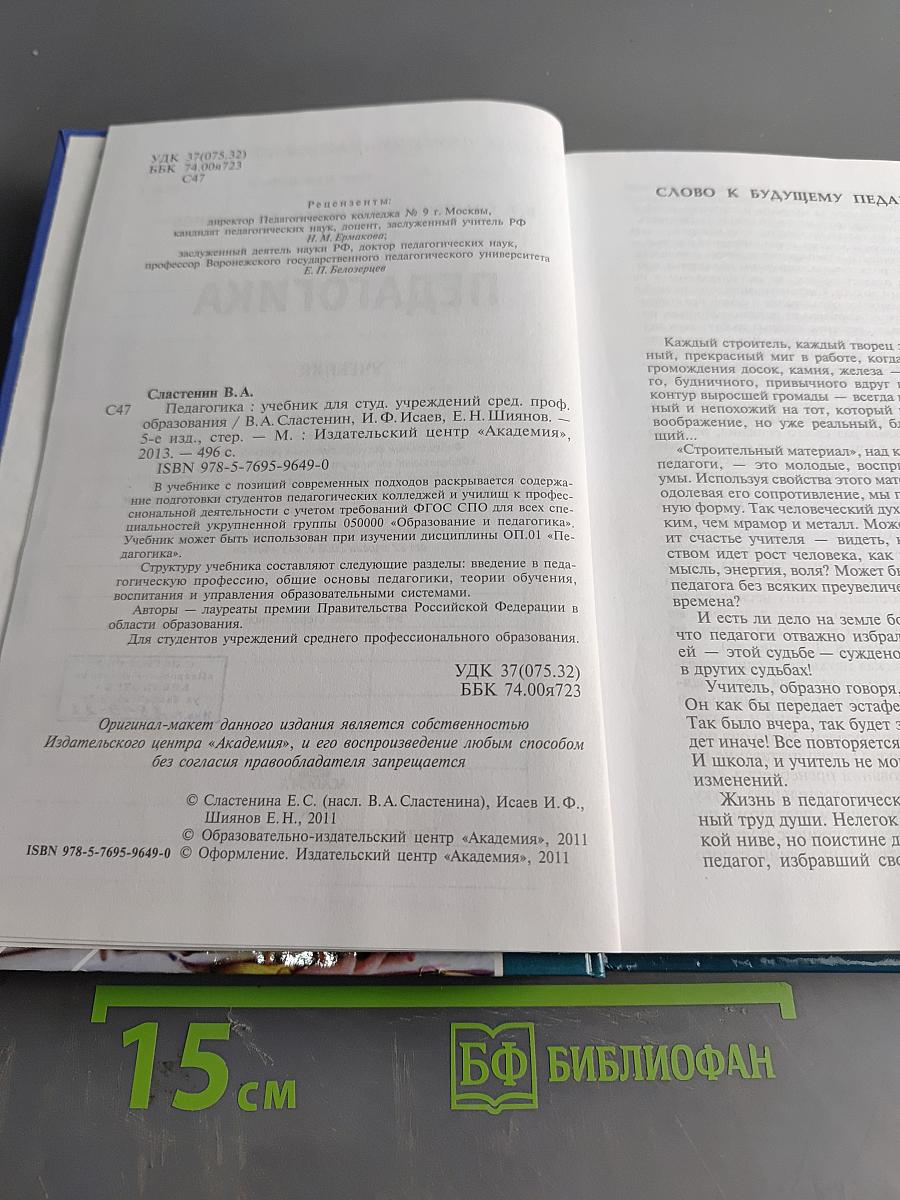 УДК 37(075.32)
ББК 74.00я723
С47
Рецензенты:
директор Педагогического колледжа № 9 г. Москвы,
кандидат педагогических наук, доцент, заслуженный учитель РФ
Н. М. Ермакова;
заслуженный деятель науки РФ, доктор педагогических наук,
профессор Воронежского государственного педагогического университета
Е. П. Белозерцев
Сластенин В. А.
С47 Педагогика : учебник для студ. учреждений сред. проф.
образования / В. А. Сластенин, И. Ф. Исаев, Е. Н. Шиянов. —
5-е изд., стер. — М. : Издательский центр «Академия»,
2013. — 496 с.
ISBN 978-5-7695-9649-0
В учебнике с позиций современных подходов раскрывается содержа-
ние подготовки студентов педагогических колледжей и училищ к профес-
сиональной деятельности с учетом требований ФГОС СПО для всех спе-
циальностей укрупненной группы 050000 «Образование и педагогика».
Учебник может быть использован при изучении дисциплины ОП.01 «Пе-
дагогика».
Структуру учебника составляют следующие разделы: введение в педа-
гогическую профессию, общие основы педагогики, теории обучения,
воспитания и управления образовательными системами.
Авторы — лауреаты премии Правительства Российской Федерации в
области образования.
Для студентов учреждений среднего профессионального образования.
УДК 37(075.32)
ББК 74.00я723
Оригинал-макет данного издания является собственностью
Издательского центра «Академия», и его воспроизведение любым способом
без согласия правообладателя запрещается
© Сластенина Е. С. (насл. В. А. Сластенина), Исаев И. Ф.,
Шиянов Е. Н., 2011
© Образовательно-издательский центр «Академия», 2011
ISBN 978-5-7695-9649-0 © Оформление. Издательский центр «Академия», 2011
СЛОВО К БУДУЩЕМУ
Каждый строитель, каждый творец
ный, прекрасный миг в работе, когда
громождения досок, камня, железа —
го, будничного, привычного вдруг
контур выросшей громады — всегда
ный и непохожий на тот, который
воображение, но уже реальный,
щий...
«Строительный материал», над
педагоги, — это молодые,
умы. Используя свойства этого
одолевая его сопротивление, мы
ную форму. Так человеческий
ким, чем мрамор и металл.
ит счастье учителя — видеть,
ством идет рост человека, как
мысль, энергия, воля? Может
педагога без всяких
времена?
И есть ли дело на земле
что педагоги отважно
ей — этой судьбе — суждено
в других судьбах!
Учитель, образно говоря,
Он как бы передает
Так было вчера, так будет
дет иначе! Все повторяется
И школа, и учитель не
изменений.
Жизнь в
ный труд души. Нелегок
кой ниве, но поистине
педагог, избравший
15 см
БФ БИБЛИОФАН